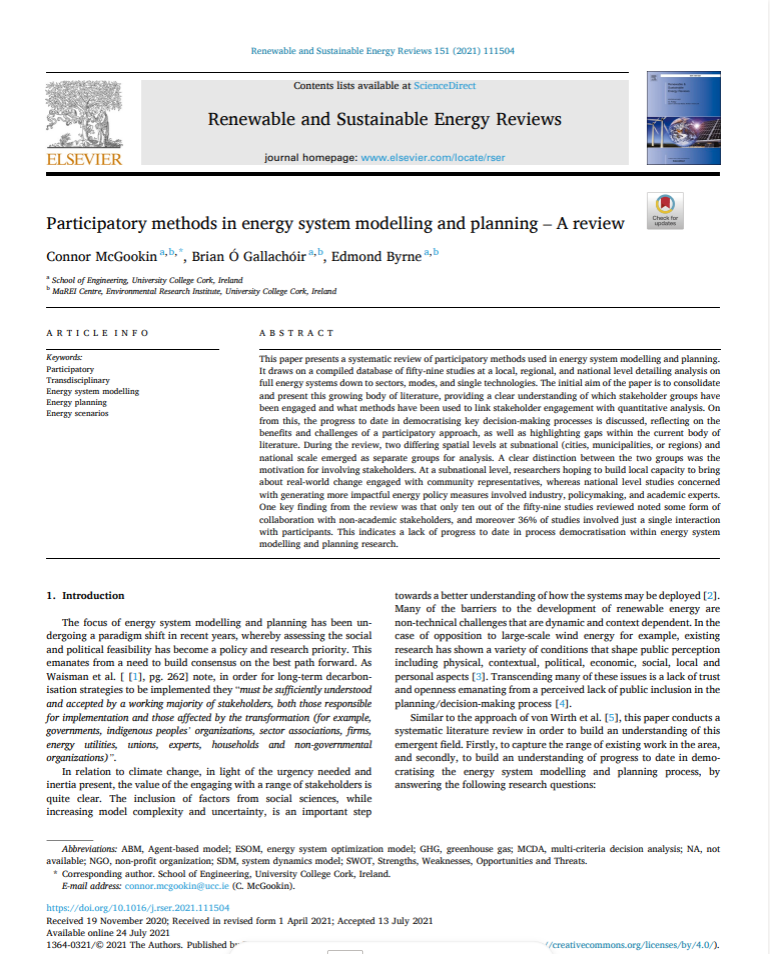 Renewable and Sustainable Energy Reviews 151 (2021) 111504
Contents lists available at ScienceDirect
Renewable and Sustainable Energy Reviews
journal homepage: www.elsevier.com/locate/rser
ELSEVIER
Check for
updates
Participatory methods in energy system modelling and planning – A review
Connor McGookin a,b,*, Brian Ó Gallachóir a,b, Edmond Byrne a,b
a School of Engineering, University College Cork, Ireland
b MaREI Centre, Environmental Research Institute, University College Cork, Ireland
ARTICLE INFO
Keywords:
Participatory
Transdisciplinary
Energy system modelling
Energy planning
Energy scenarios
ABSTRACT
This paper presents a systematic review of participatory methods used in energy system modelling and planning.
It draws on a compiled database of fifty-nine studies at a local, regional, and national level detailing analysis on
full energy systems down to sectors, modes, and single technologies. The initial aim of the paper is to consolidate
and present this growing body of literature, providing a clear understanding of which stakeholder groups have
been engaged and what methods have been used to link stakeholder engagement with quantitative analysis. On
from this, the progress to date in democratising key decision-making processes is discussed, reflecting on the
benefits and challenges of a participatory approach, as well as highlighting gaps within the current body of
literature. During the review, two differing spatial levels at subnational (cities, municipalities, or regions) and
national scale emerged as separate groups for analysis. A clear distinction between the two groups was the
motivation for involving stakeholders. At a subnational level, researchers hoping to build local capacity to bring
about real-world change engaged with community representatives, whereas national level studies concerned
with generating more impactful energy policy measures involved industry, policymaking, and academic experts.
One key finding from the review was that only ten out of the fifty-nine studies reviewed noted some form of
collaboration with non-academic stakeholders, and moreover 36% of studies involved just a single interaction
with participants. This indicates a lack of progress to date in process democratisation within energy system
modelling and planning research.
1. Introduction
The focus of energy system modelling and planning has been un-
dergoing a paradigm shift in recent years, whereby assessing the social
and political feasibility has become a policy and research priority. This
emanates from a need to build consensus on the best path forward. As
Waisman et al. [ [1], pg. 262] note, in order for long-term decarbon-
isation strategies to be implemented they “must be sufficiently understood
and accepted by a working majority of stakeholders, both those responsible
for implementation and those affected by the transformation (for example,
governments, indigenous peoples’ organizations, sector associations, firms,
energy utilities, unions, experts, households and non-governmental
organizations)”.
In relation to climate change, in light of the urgency needed and
inertia present, the value of the engaging with a range of stakeholders is
quite clear. The inclusion of factors from social sciences, while
increasing model complexity and uncertainty, is an important step
towards a better understanding of how the systems may be deployed [2].
Many of the barriers to the development of renewable energy are
non-technical challenges that are dynamic and context dependent. In the
case of opposition to large-scale wind energy for example, existing
research has shown a variety of conditions that shape public perception
including physical, contextual, political, economic, social, local and
personal aspects [3]. Transcending many of these issues is a lack of trust
and openness emanating from a perceived lack of public inclusion in the
planning/decision-making process [4].
Similar to the approach of von Wirth et al. [5], this paper conducts a
systematic literature review in order to build an understanding of this
emergent field. Firstly, to capture the range of existing work in the area,
and secondly, to build an understanding of progress to date in demo-
cratising the energy system modelling and planning process, by
answering the following research questions:
Abbreviations: ABM, Agent-based model; ESOM, energy system optimization model; GHG, greenhouse gas; MCDA, multi-criteria decision analysis; NA, not
available; NGO, non-profit organization; SDM, system dynamics model; SWOT, Strengths, Weaknesses, Opportunities and Threats.
* Corresponding author. School of Engineering, University College Cork, Ireland.
E-mail address: connor.mcgookin@ucc.ie (C. McGookin).
https://doi.org/10.1016/j.rser.2021.111504
Received 19 November 2020; Received in revised form 1 April 2021; Accepted 13 July 2021
Available online 24 July 2021
1364-0321/© 2021 The Authors. Published by //creativecommons.org/licenses/by/4.0/).